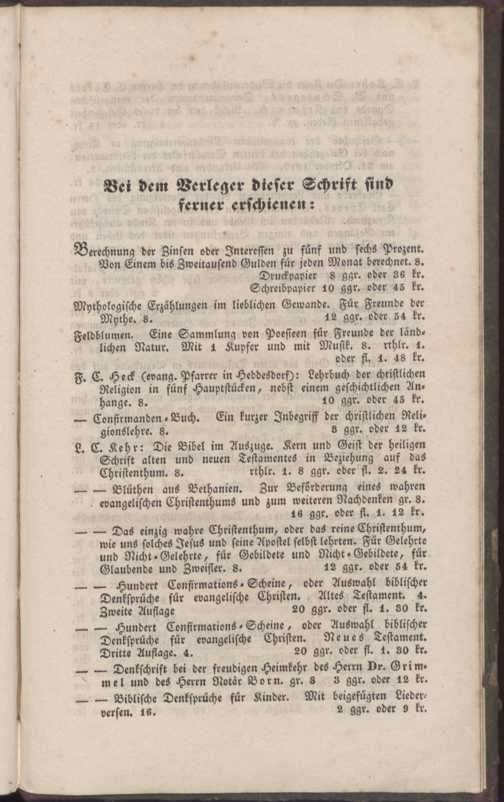 Bei dem Verleger dieser Schrift sind
ferner erschienen:
Berechnung der Zinsen oder Interessen zu fünf und sechs Prozent.
Von Einem bis Zweitausend Gulden für jeden Monat berechnet. 8.
Druckpapier 8 ggr. oder 36 kr.
Schreibpapier 10 ggr. oder 45 kr.
Mythologische Erzählungen im lieblichen Gewande. Für Freunde der
Mythe. 8. 12 ggr. oder 54 kr.
Feldblumen. Eine Sammlung von Poesieen für Freunde der länd-
lichen Natur. Mit 1 Kupfer und mit Musik. 8. rthlr. 1.
oder fl. 1. 48 kr.
F. C. Heck (evang. Pfarrer in Heddesdorf): Lehrbuch der christlichen
Religion in fünf Hauptstücken, nebst einem geschichtlichen An-
hange. 8. 10 ggr. oder 45 kr.
— Confirmanden-Buch. Ein kurzer Inbegriff der christlichen Reli-
gionslehre. 8. 3 ggr. oder 12 kr.
L. C. Kehr: Die Bibel im Auszuge. Kern und Geist der heiligen
Schrift alten und neuen Testamentes in Beziehung auf das
Christenthum. 8. rthlr. 1. 8 ggr. oder fl. 2. 24 kr.
— — Blüthen aus Bethanien. Zur Beförderung eines wahren
evangelischen Christenthums und zum weiteren Nachdenken gr. 8.
16 ggr. oder fl. 1. 12 kr.
— — Das einzig wahre Christenthum, oder das reine Christenthum,
wie uns solches Jesus und seine Apostel selbst lehrten. Für Gelehrte
und Nicht-Gelehrte, für Gebildete und Nicht-Gebildete, für
Glaubende und Zweifler. 8. 12 ggr. oder 54 kr.
— — Hundert Confirmations-Scheine, oder Auswahl biblischer
Denksprüche für evangelische Christen. Altes Testament. 4.
Zweite Auflage 20 ggr. oder fl. 1. 30 kr.
— — Hundert Confirmations-Scheine, oder Auswahl biblischer
Denksprüche für evangelische Christen. Neues Testament.
Dritte Auflage. 4. 20 ggr. oder fl. 1. 30 kr.
— — Denkschrift bei der freudigen Heimkehr des Herrn Dr. Grim-
mel und des Herrn Notär Born. gr. 8 3 ggr. oder 12 kr.
— — Biblische Denksprüche für Kinder. Mit beigefügten Lieder-
versen. 16. 2 ggr. oder 9 kr.